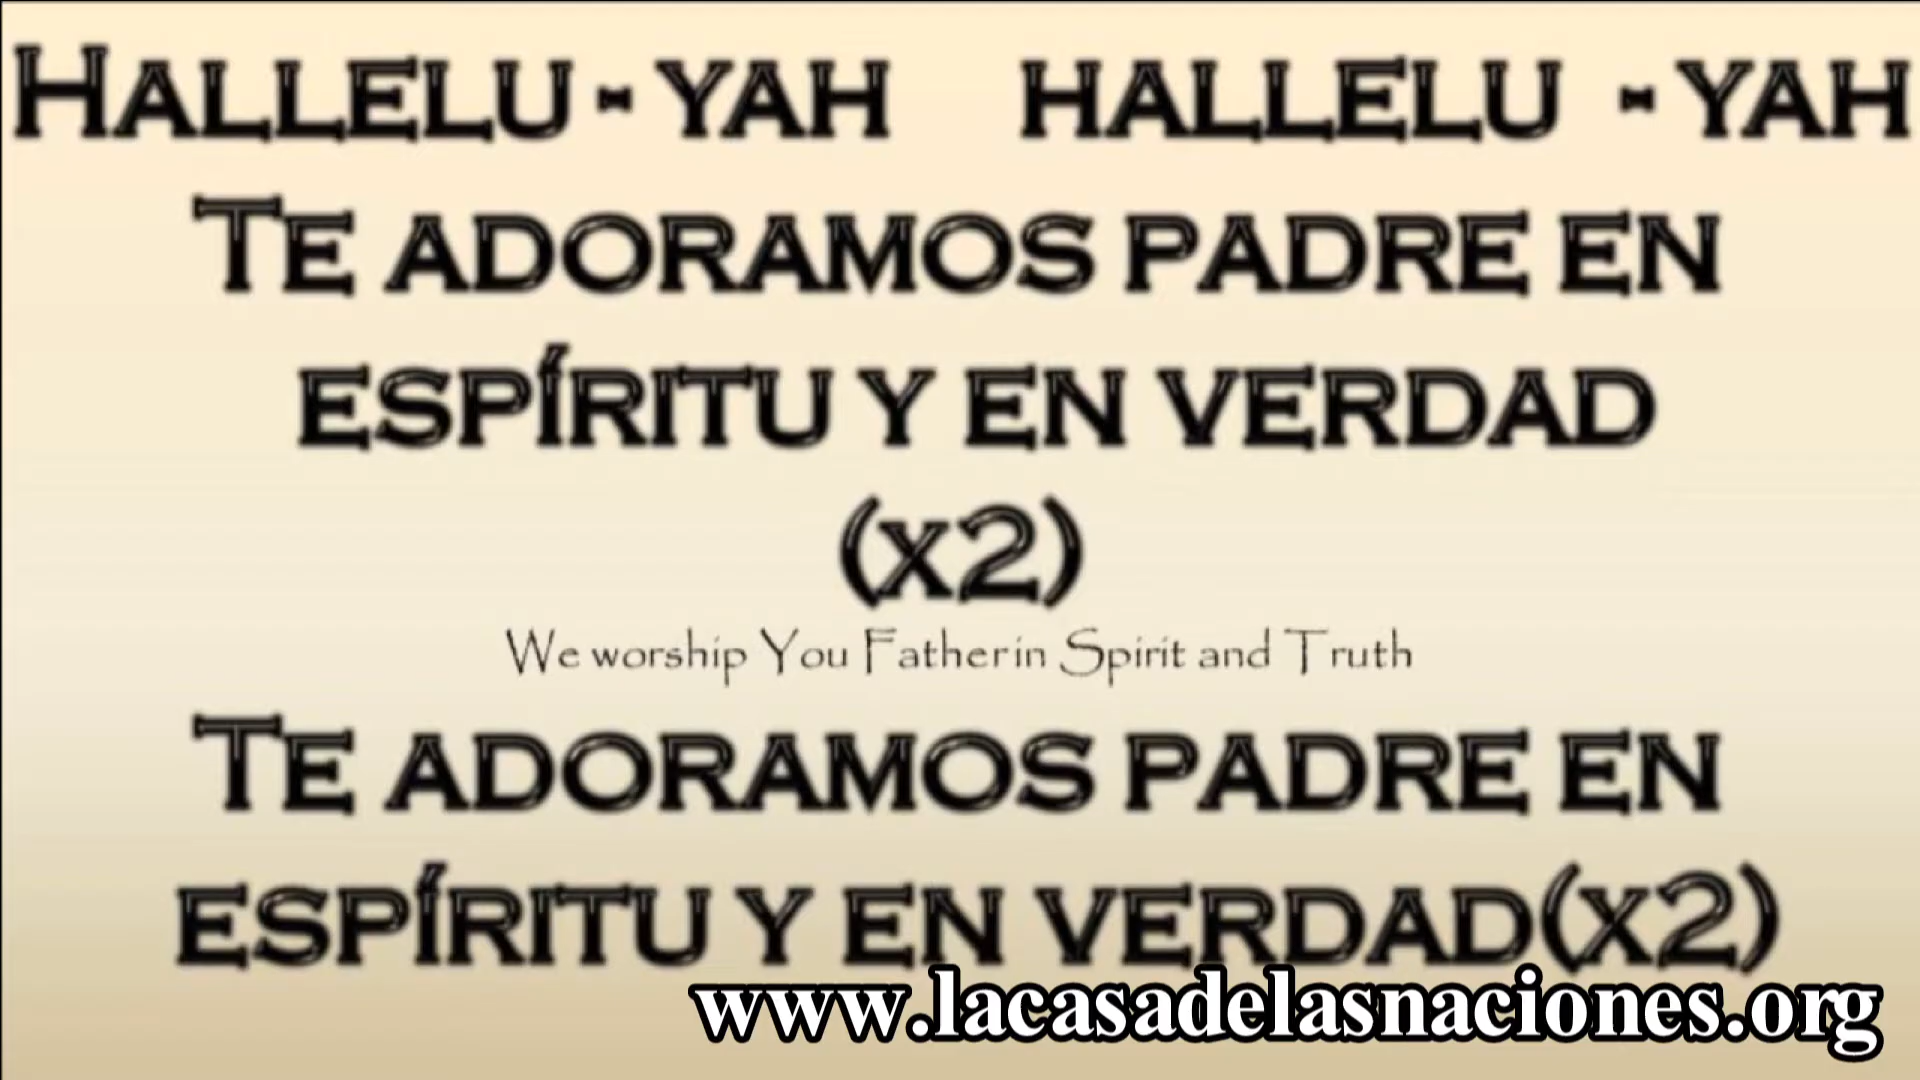 Hallelu - yah hallelu - yah
Te adoramos padre en
espíritu y en verdad
(x2)
We worship You Father in Spirit and Truth
Te adoramos padre en
espíritu y en verdad(x2)
www.lacasadelasnaciones.org